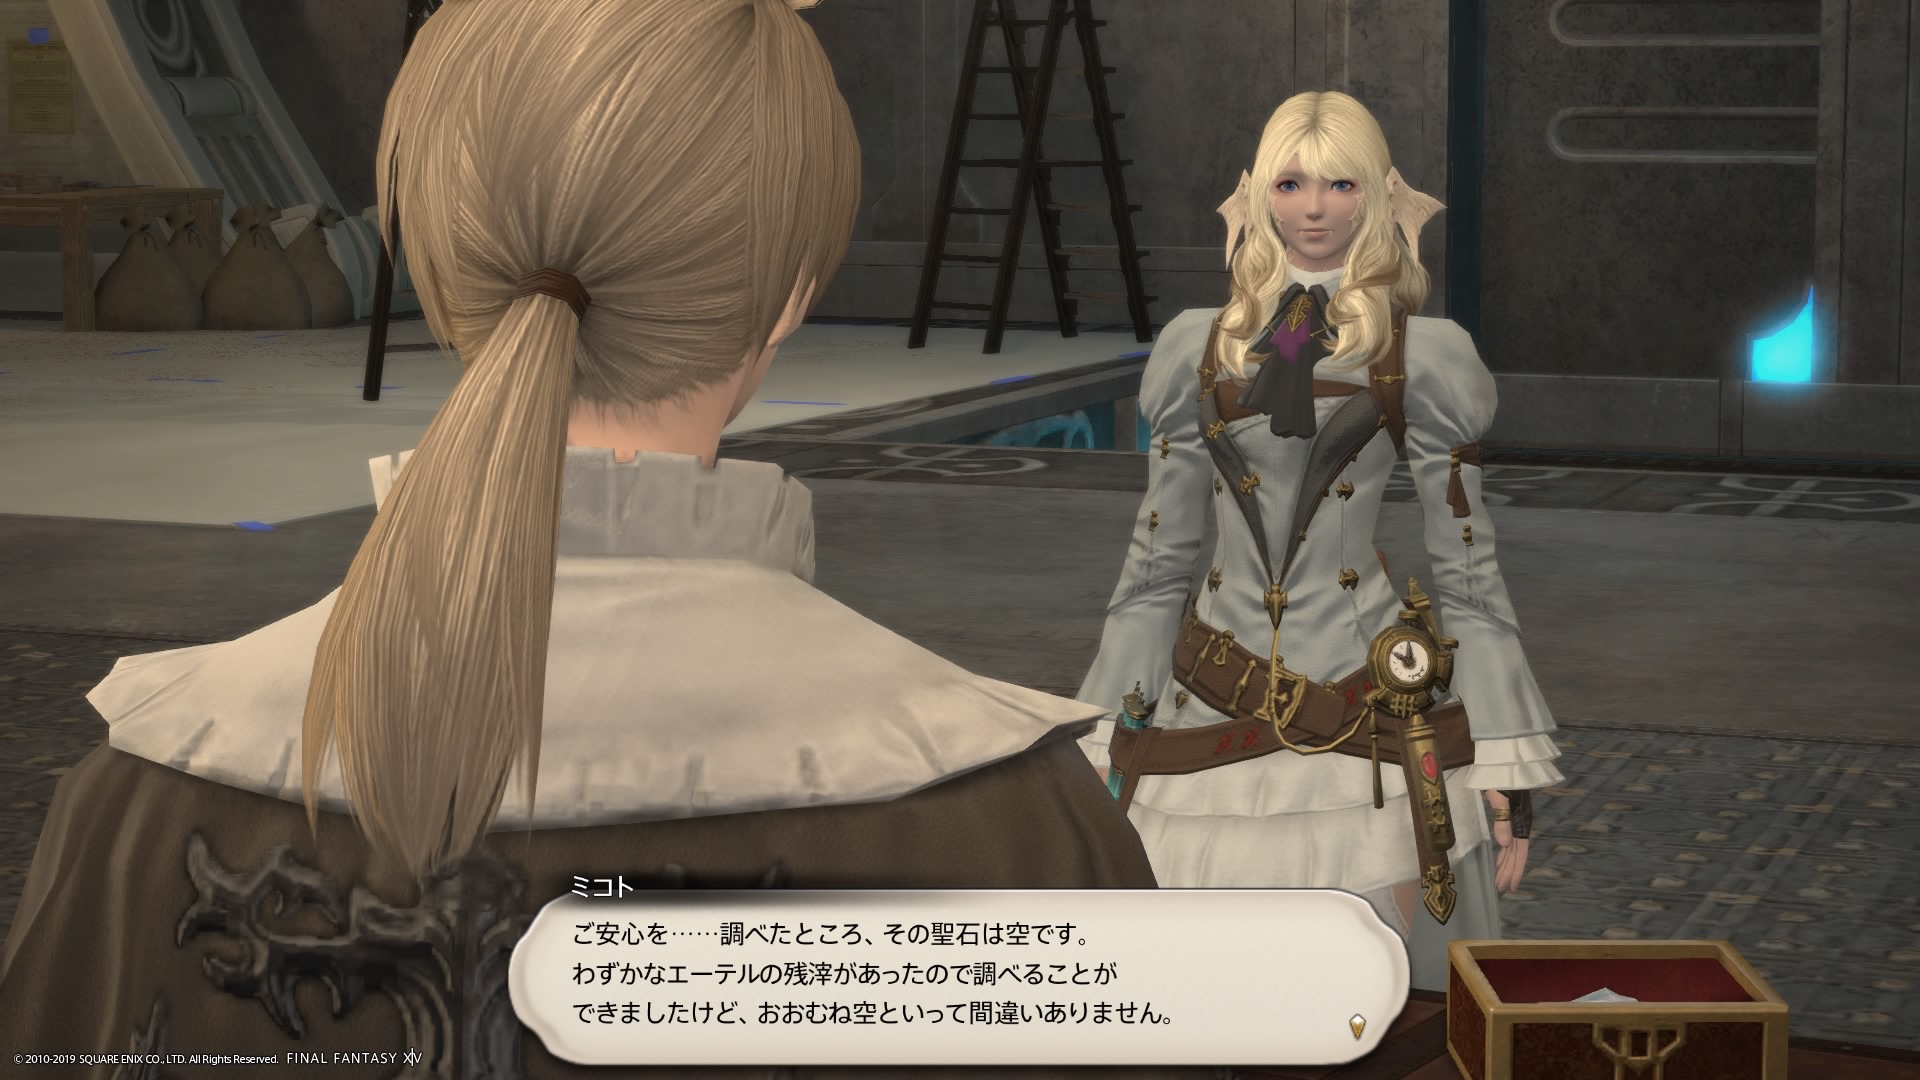 ミコト
ご安心を……調べたところ、その聖石は空です。
わずかなエーテルの残滓があったので調べることが
できましたけど、おおむね空といって間違いありません。
© 2010-2019 SQUARE ENIX CO., LTD. All Rights Reserved. FINAL FANTASY XIV